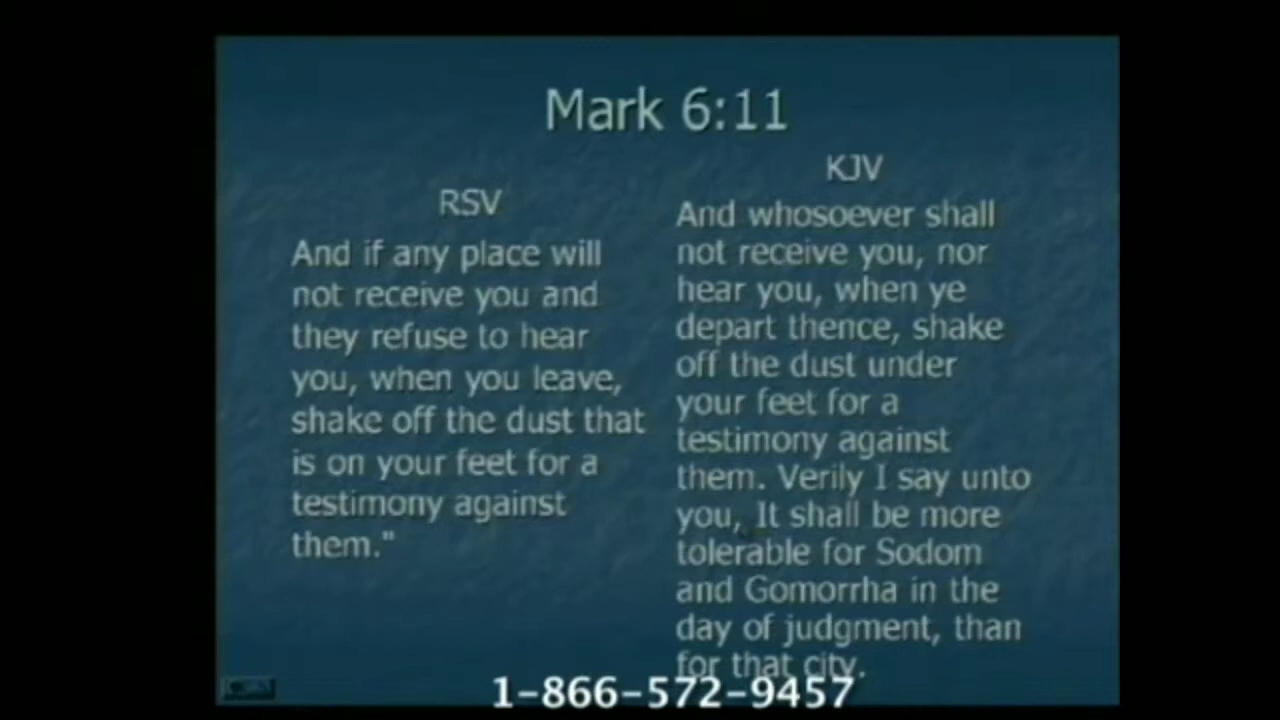 Mark 6:11
RSV
And if any place will
not receive you and
they refuse to hear
you, when you leave,
shake off the dust that
is on your feet for a
testimony against
them."
KJV
And whosoever shall
not receive you, nor
hear you, when ye
depart thence, shake
off the dust under
your feet for a
testimony against
them. Verily I say unto
you, It shall be more
tolerable for Sodom
and Gomorrha in the
day of judgment, than
for that city.
1-866-572-9457